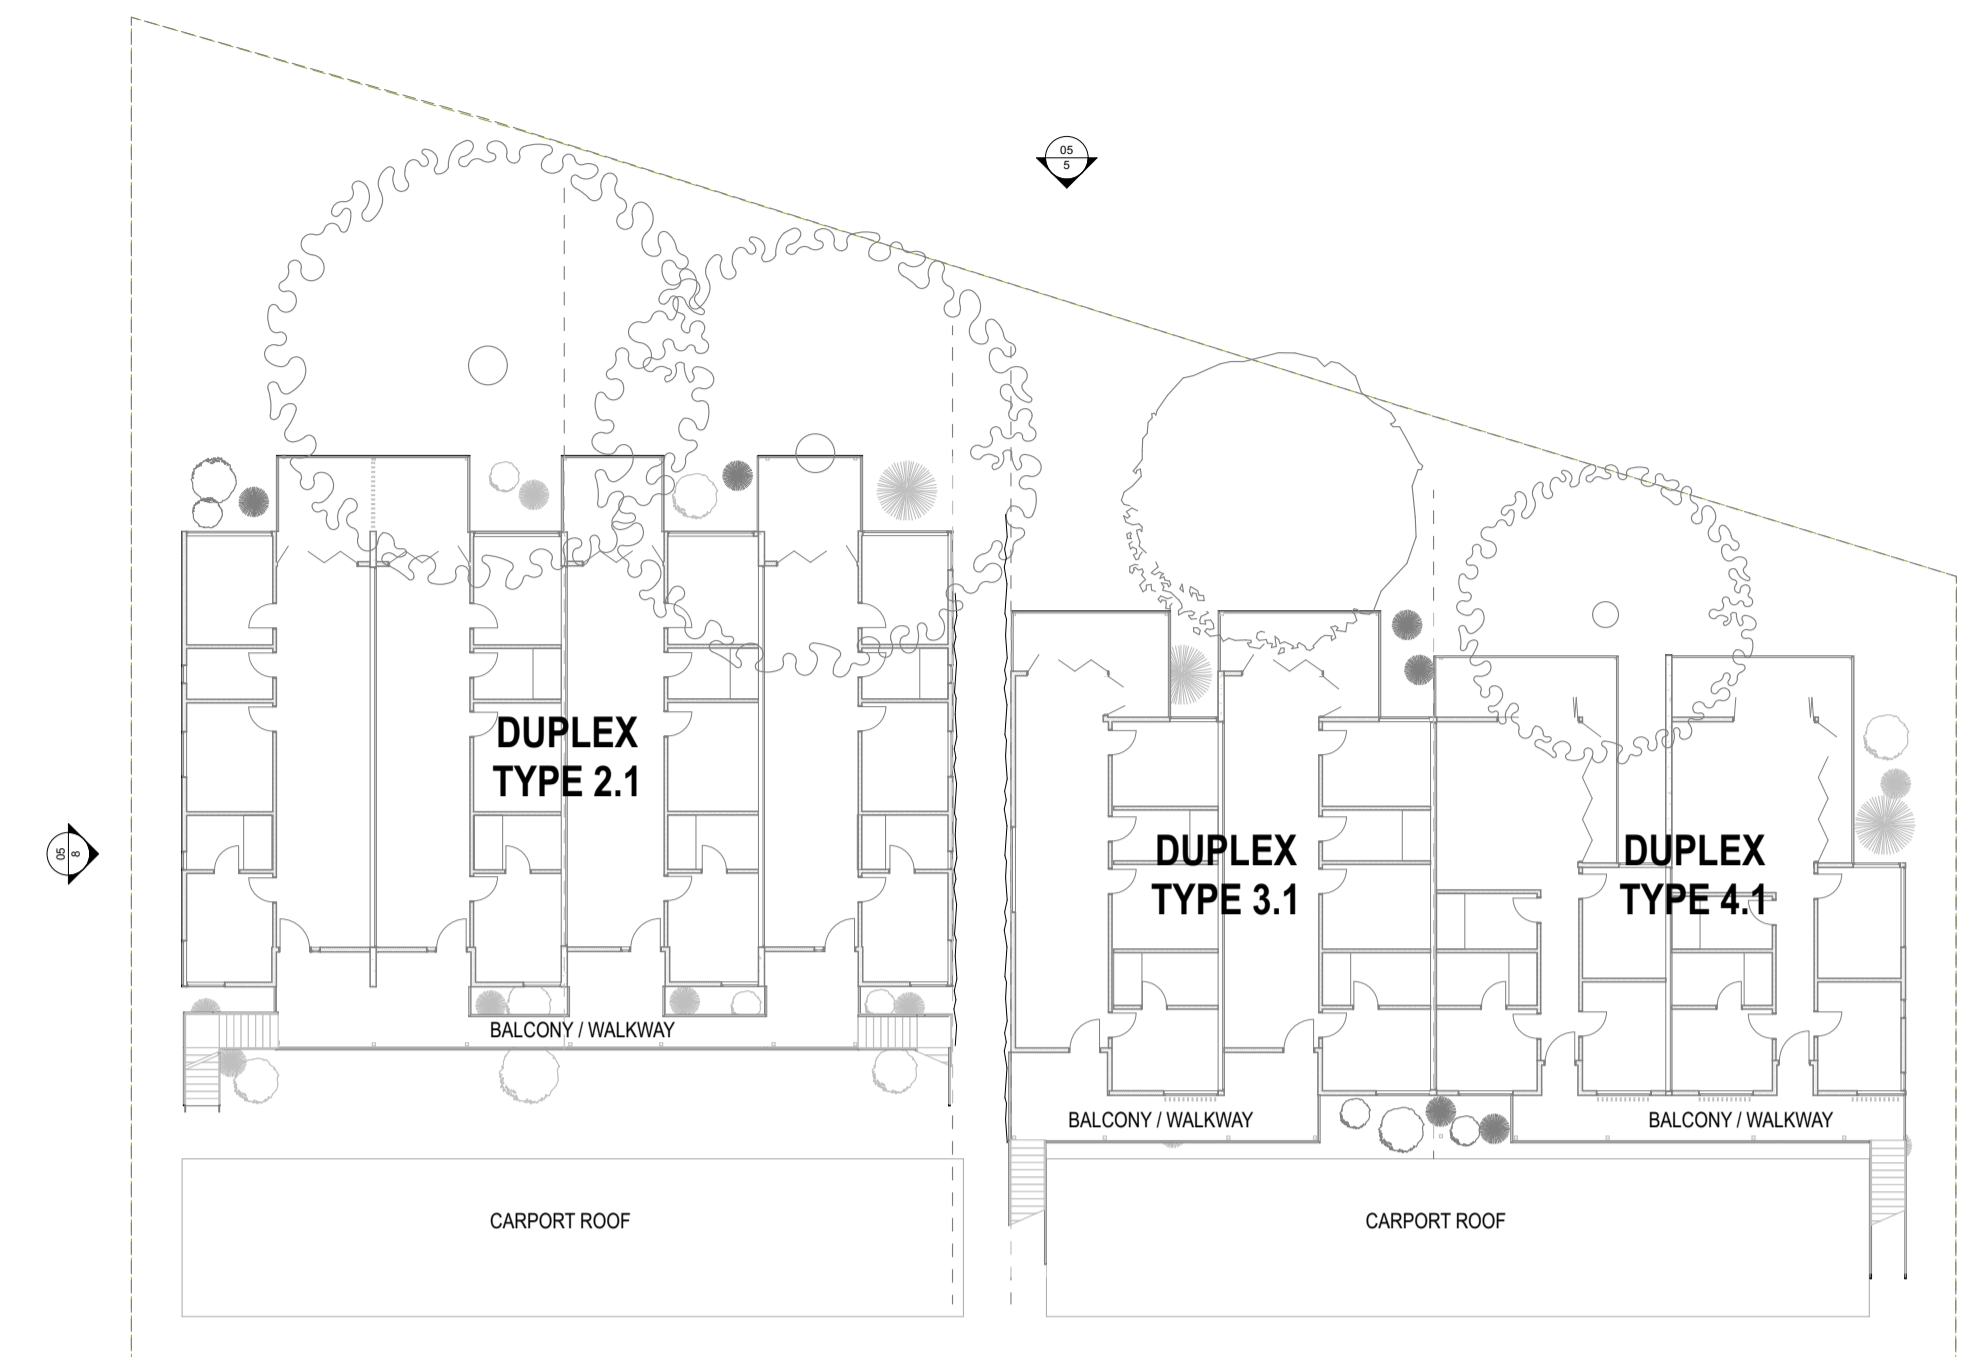 05
5
DUPLEX
TYPE 2.1
DUPLEX
TYPE 3.1
DUPLEX
TYPE 4.1
05
8
BALCONY / WALKWAY
BALCONY / WALKWAY
BALCONY / WALKWAY
CARPORT ROOF
CARPORT ROOF